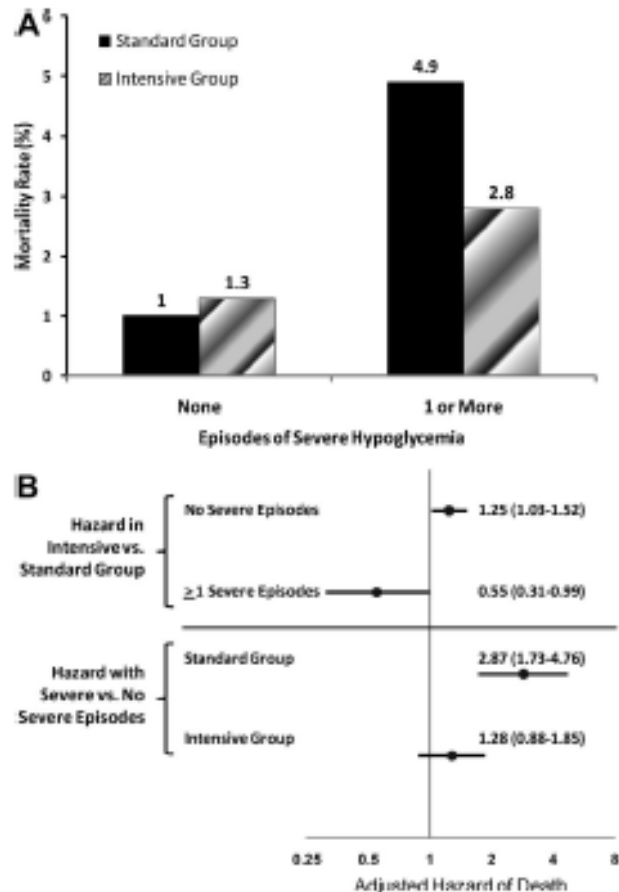 A
6
Standard Group
Intensive Group
5
4
3
2
1
0
4.9
2.8
1
1.3
Mortality Rate (%)
None
1 or More
Episodes of Severe Hypoglycemia
B
Hazard in
Intensive vs.
Standard Group
No Severe Episodes
1.25 (1.03-1.52)
≥1 Severe Episodes
0.55 (0.31-0.99)
Hazard with
Severe vs. No
Severe Episodes
Standard Group
2.87 (1.73-4.76)
Intensive Group
1.28 (0.88-1.85)
0.25 0.5 1 2 4 8
Adjusted Hazard of Death